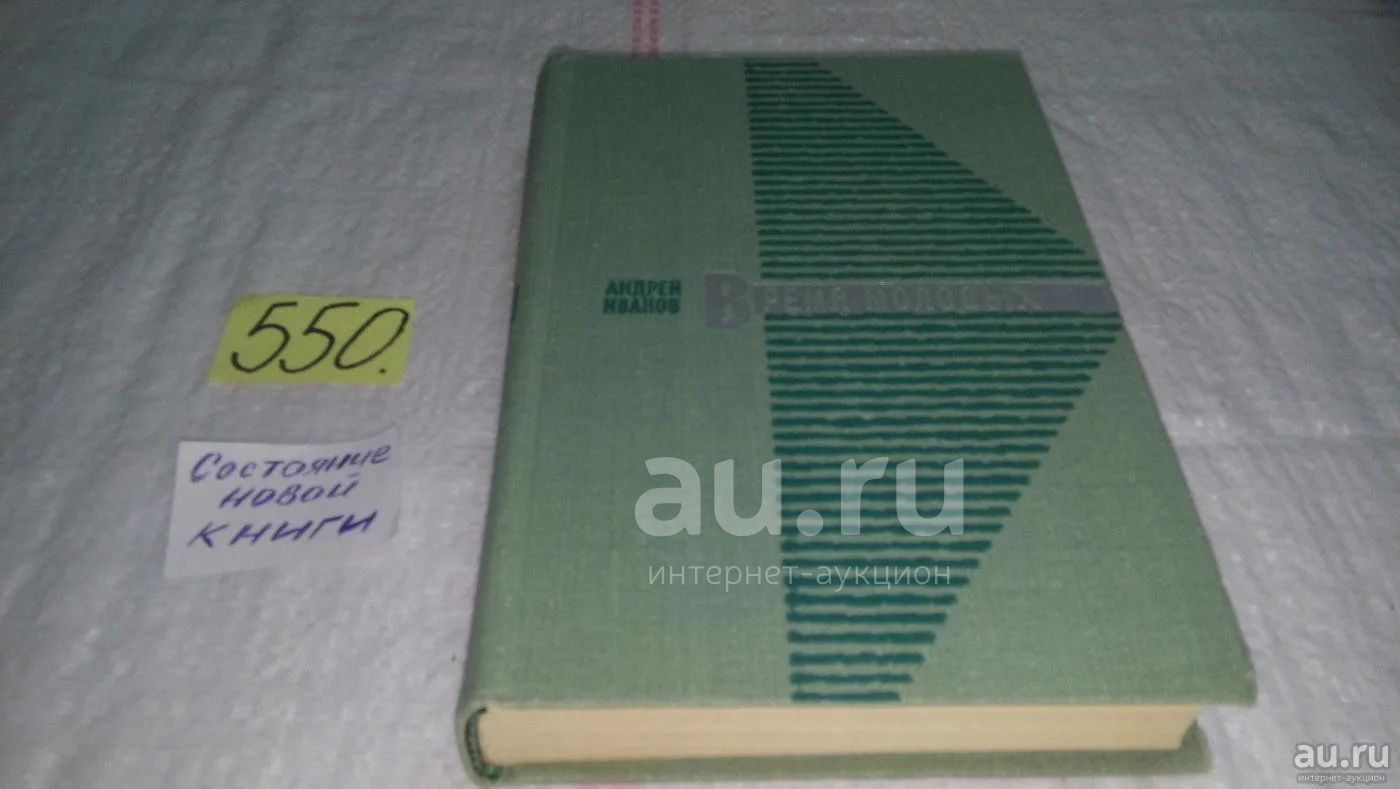 АНДРЕЙ
ИВАНОВ
ВРЕМЯ МОЛОДЫХ
550.
Состояние
новой
книги
au.ru
интернет-аукцион
au.ru
интернет-аукцион